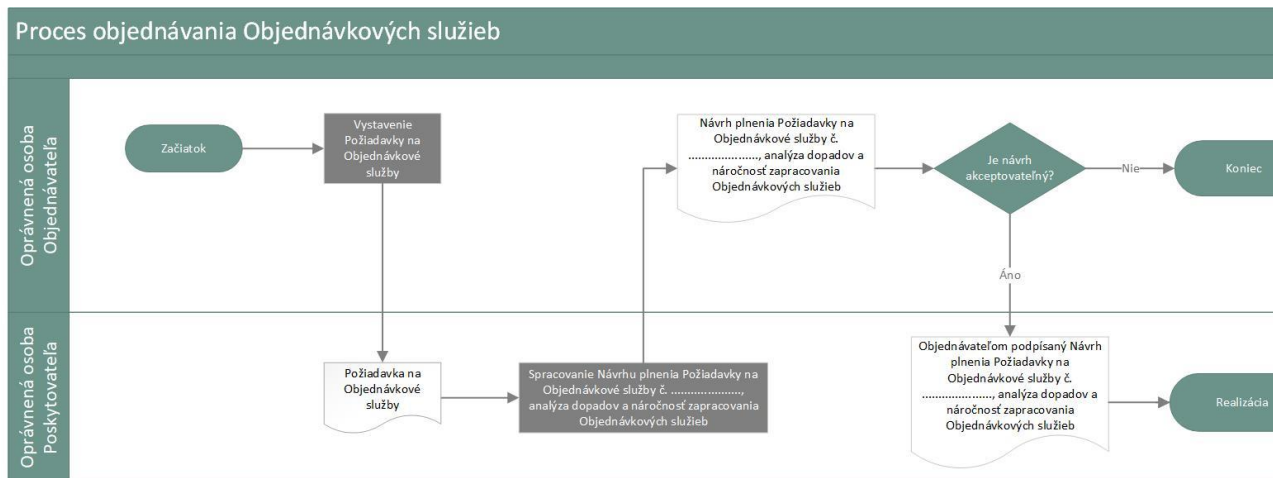 Proces objednávania Objednávkových služieb
Oprávnená osoba
Objednávateľa
Začiatok
Vystavenie
Požiadavky na
Objednávkové
služby
Návrh plnenia Požiadavky na
Objednávkové služby č.
....................., analýza dopadov a
náročnosť zapracovania
Objednávkových služieb
Je návrh
akceptovateľný?
Nie
Koniec
Áno
Oprávnená osoba
Poskytovateľa
Požiadavka na
Objednávkové
služby
Spracovanie Návrhu plnenia Požiadavky na
Objednávkové služby č. .....................,
analýza dopadov a náročnosť zapracovania
Objednávkových služieb
Objednávateľom podpísaný Návrh
plnenia Požiadavky na
Objednávkové služby č.
....................., analýza dopadov a
náročnosť zapracovania
Objednávkových služieb
Realizácia